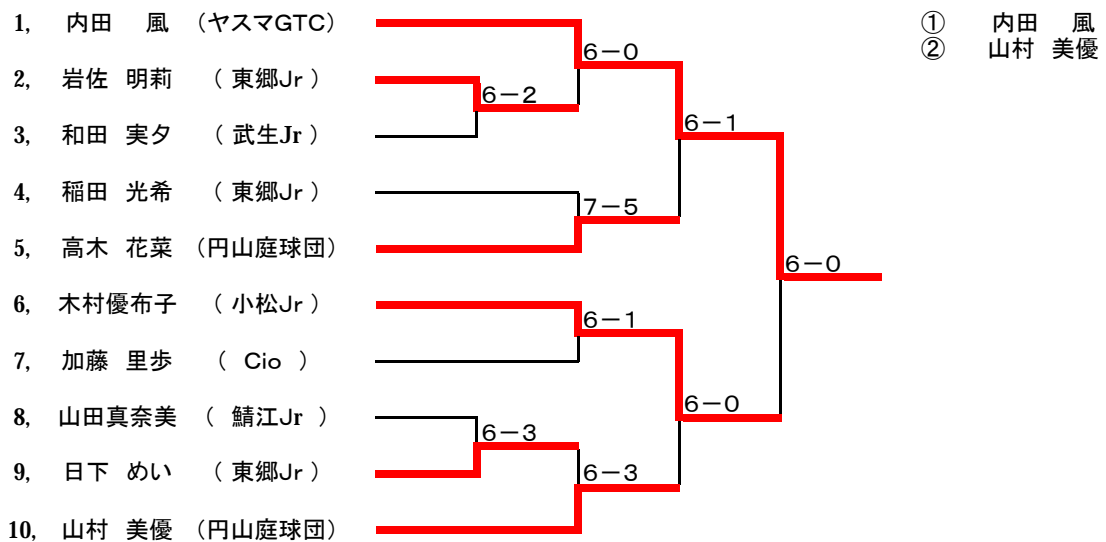 1, 内田 風 (ヤスマGTC)
2, 岩佐 明莉 ( 東郷Jr )
3, 和田 実夕 ( 武生Jr )
4, 稲田 光希 ( 東郷Jr )
5, 高木 花菜 (円山庭球団)
6, 木村優布子 ( 小松Jr )
7, 加藤 里歩 ( Cio )
8, 山田真奈美 ( 鯖江Jr )
9, 日下 めい ( 東郷Jr )
10, 山村 美優 (円山庭球団)
6-2
6-3
6-0
7-5
6-1
6-3
6-1
6-0
6-0
① 内田 風
② 山村 美優